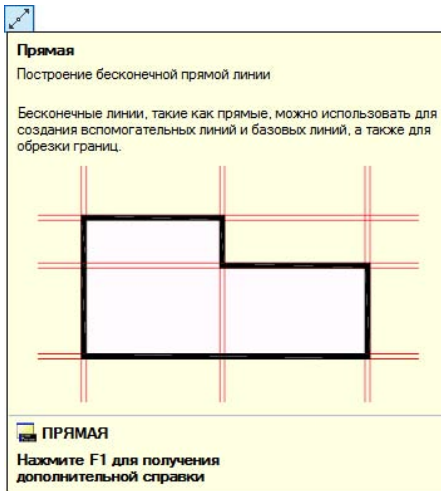 Прямая
Построение бесконечной прямой линии
Бесконечные линии, такие как прямые, можно использовать для
создания вспомогательных линий и базовых линий, а также для
обрезки границ.
ПРЯМАЯ
Нажмите F1 для получения
дополнительной справки